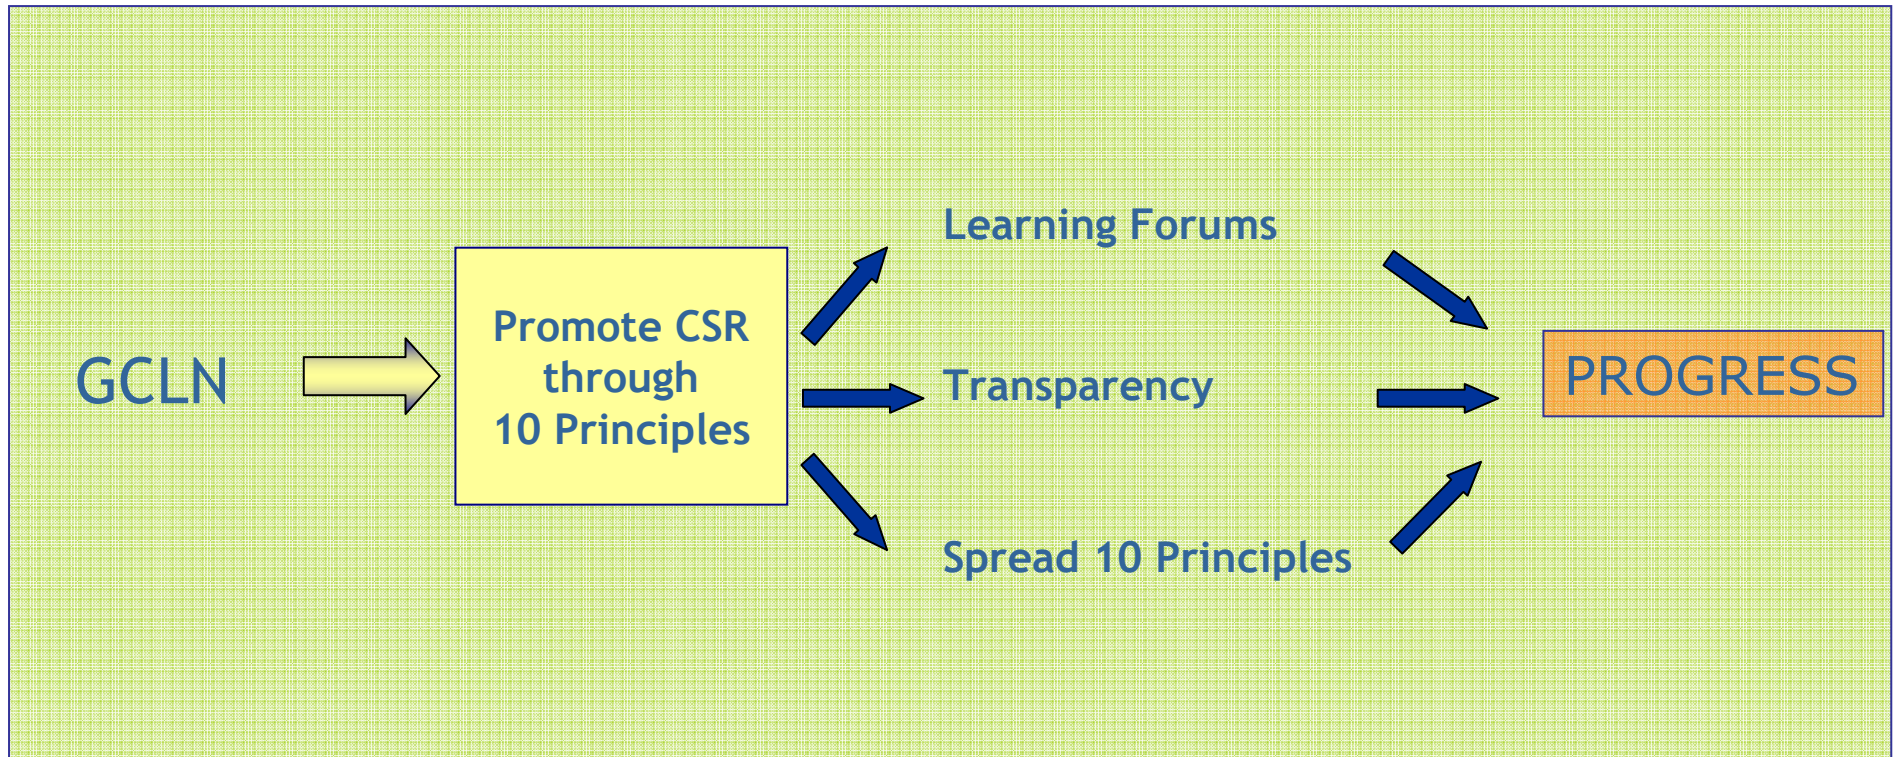 GCLN
Promote CSR
through
10 Principles
Learning Forums
Transparency
Spread 10 Principles
PROGRESS